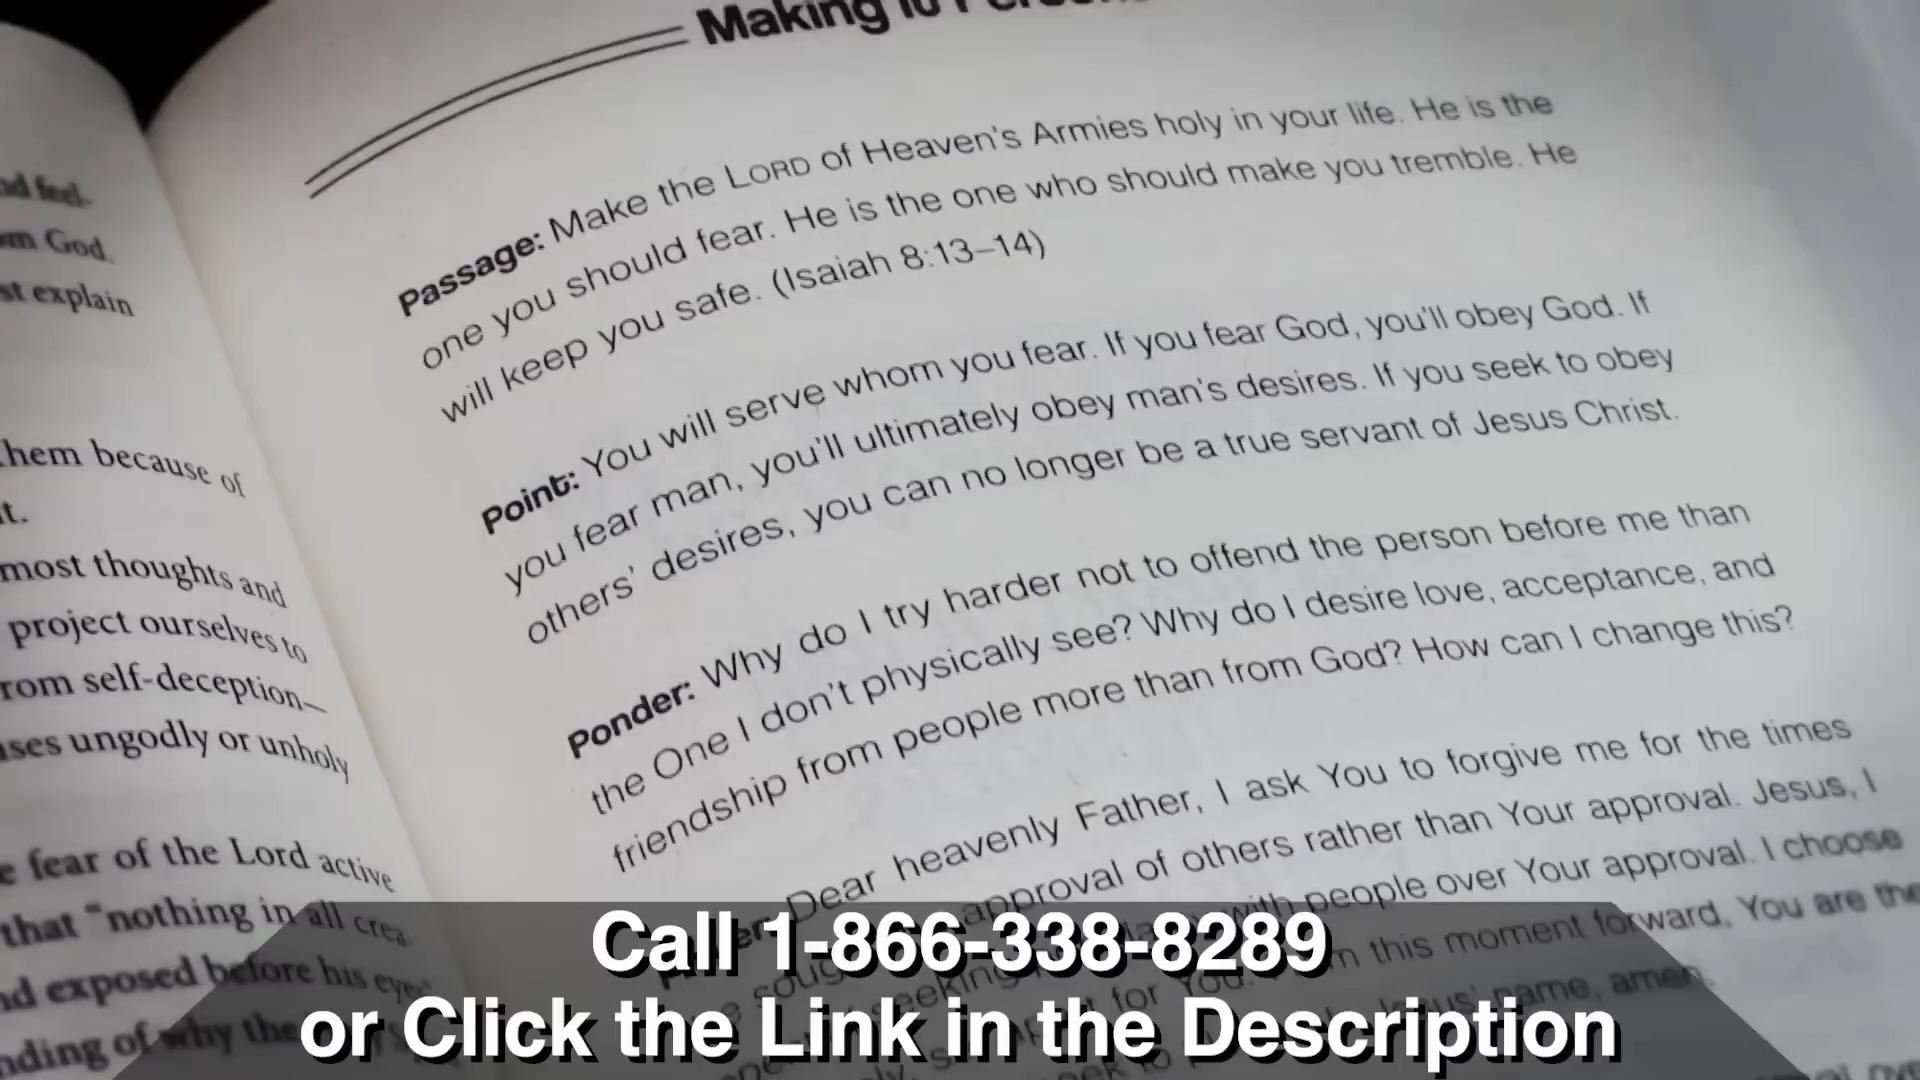 nd feel-
om God.
st explain
them because of
it.
most thoughts and
project ourselves to
rom self-deception—
uses ungodly or unholy
e fear of the Lord active
that “nothing in all crea-
nd exposed before his eyes
nding of why the
Making It Perso
Passage: Make the LORD of Heaven's Armies holy in your life. He is the
one you should fear. He is the one who should make you tremble. He
will keep you safe. (Isaiah 8:13–14)
Point: You will serve whom you fear. If you fear God, you'll obey God. If
you fear man, you'll ultimately obey man's desires. If you seek to obey
others' desires, you can no longer be a true servant of Jesus Christ.
Ponder: Why do I try harder not to offend the person before me than
the One I don't physically see? Why do I desire love, acceptance, and
friendship from people more than from God? How can I change this?
Dear heavenly Father, I ask You to forgive me for the times
approval of others rather than Your approval. Jesus, I
seeking with people over Your approval. I choose
for You. this moment forward, You are the
name, amen.
Call 1-866-338-8289
or Click the Link in the Description